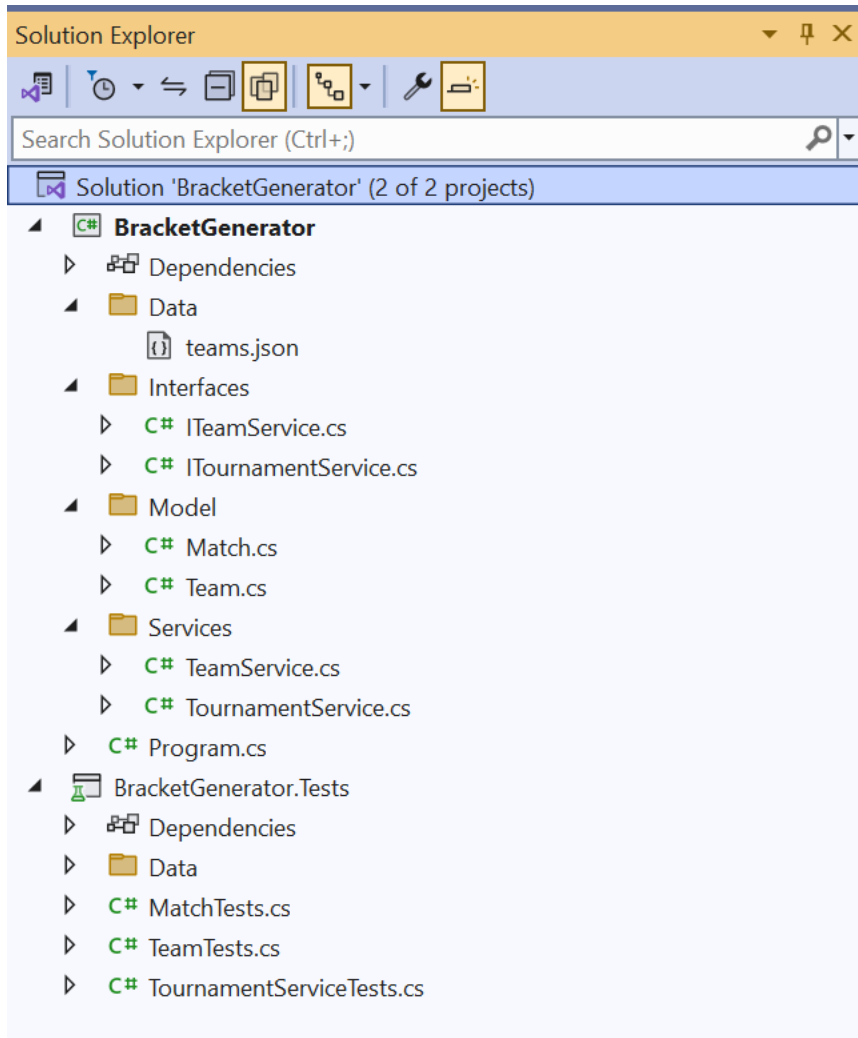 Solution Explorer
Search Solution Explorer (Ctrl+;)
Solution 'BracketGenerator' (2 of 2 projects)
C# BracketGenerator
Dependencies
Data
teams.json
Interfaces
C# ITeamService.cs
C# ITournamentService.cs
Model
C# Match.cs
C# Team.cs
Services
C# TeamService.cs
C# TournamentService.cs
C# Program.cs
BracketGenerator.Tests
Dependencies
Data
C# MatchTests.cs
C# TeamTests.cs
C# TournamentServiceTests.cs